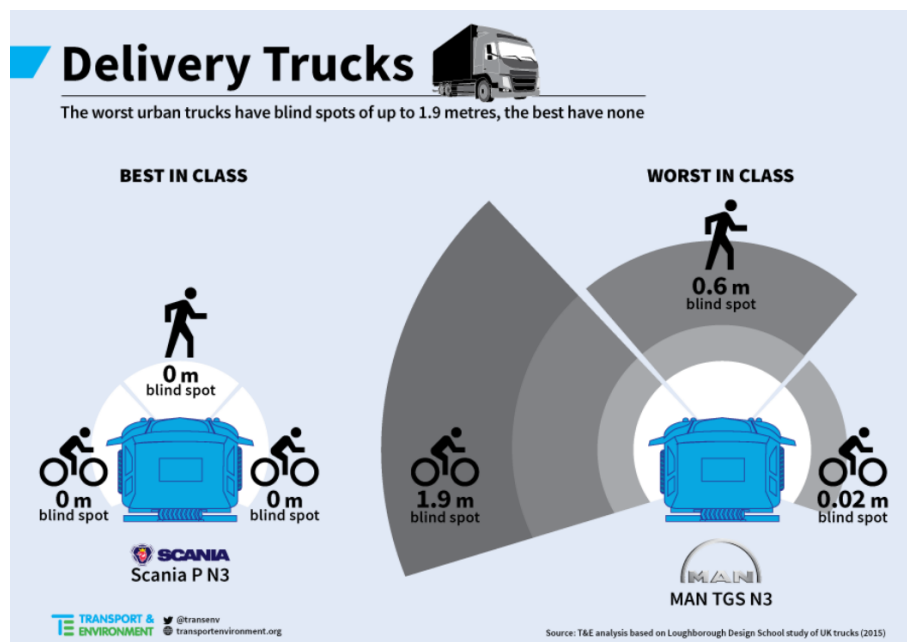 Delivery Trucks
The worst urban trucks have blind spots of up to 1.9 metres, the best have none
BEST IN CLASS
0 m
blind spot
0 m
blind spot
0 m
blind spot
SCANIA
Scania P N3
WORST IN CLASS
0.6 m
blind spot
1.9 m
blind spot
0.02 m
blind spot
MAN
MAN TGS N3
TE TRANSPORT &
ENVIRONMENT
@transenv
transportenvironment.org
Source: T&E analysis based on Loughborough Design School study of UK trucks (2015)